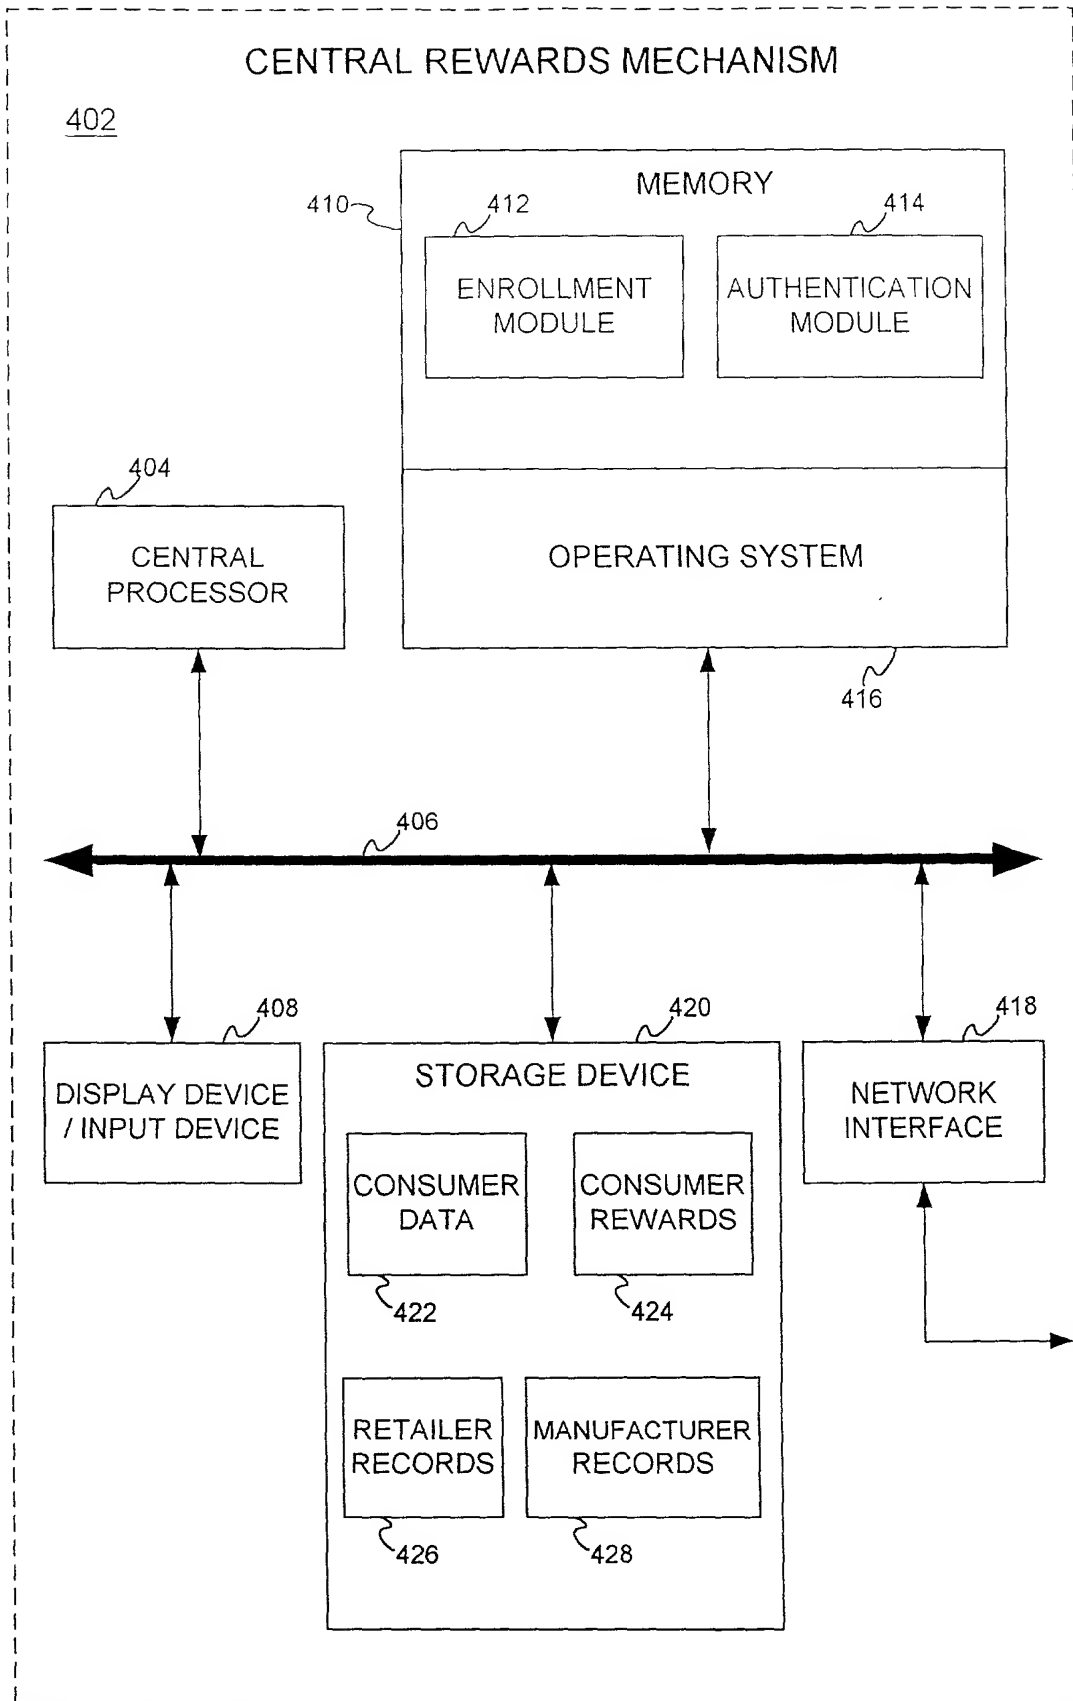 CENTRAL REWARDS MECHANISM
402
MEMORY
410
412
414
ENROLLMENT
MODULE
AUTHENTICATION
MODULE
404
CENTRAL
PROCESSOR
OPERATING SYSTEM
416
406
408
420
418
DISPLAY DEVICE
/ INPUT DEVICE
STORAGE DEVICE
NETWORK
INTERFACE
CONSUMER
DATA
CONSUMER
REWARDS
422
424
RETAILER
RECORDS
MANUFACTURER
RECORDS
426
428